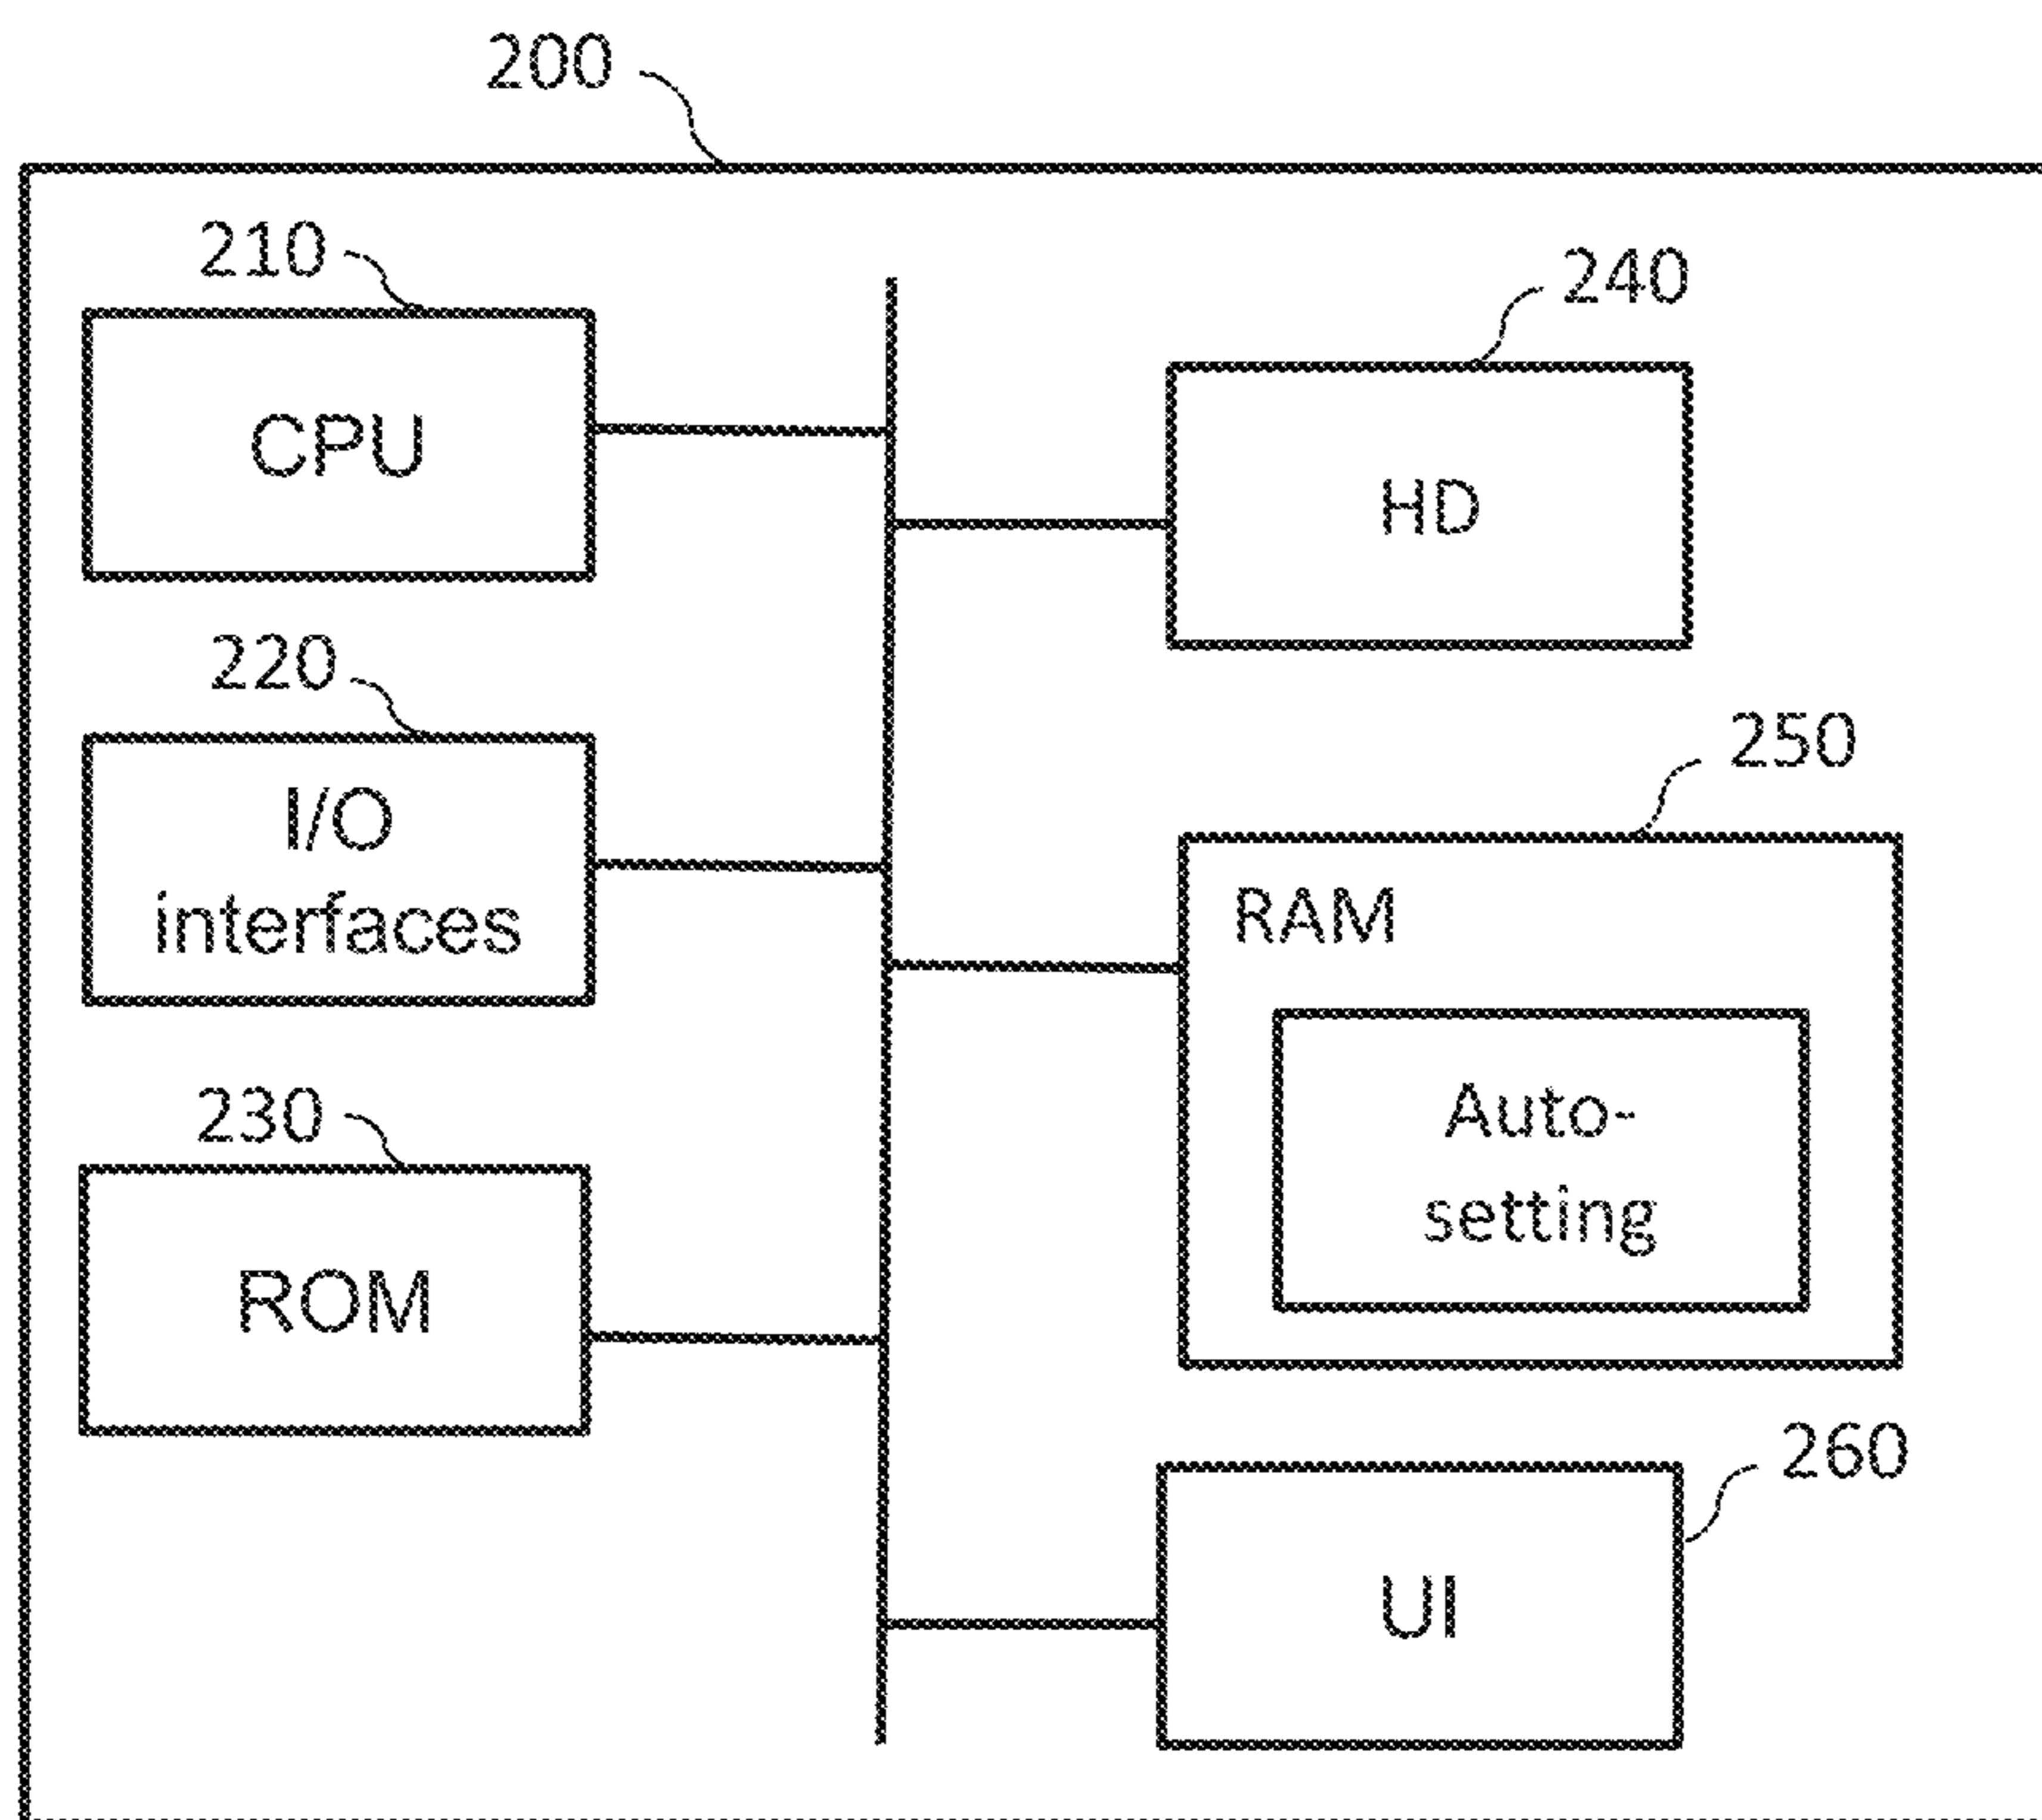 200
210
CPU
240
HD
220
I/O
interfaces
250
RAM
Auto-
setting
230
ROM
260
UI